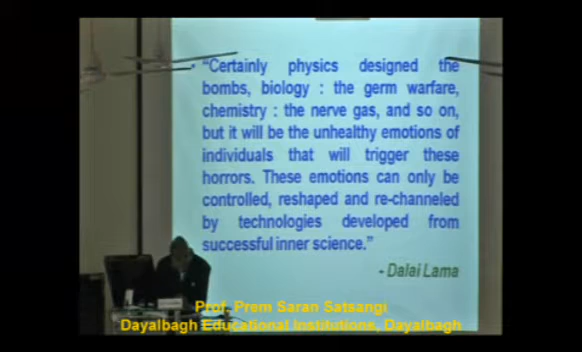 • “Certainly physics designed the
bombs, biology : the germ warfare,
chemistry : the nerve gas, and so on,
but it will be the unhealthy emotions of
individuals that will trigger these
horrors. These emotions can only be
controlled, reshaped and re-channeled
by technologies developed from
successful inner science.”
- Dalai Lama
Prof. Prem Saran Satsangi
Dayalbagh Educational Institutions, Dayalbagh